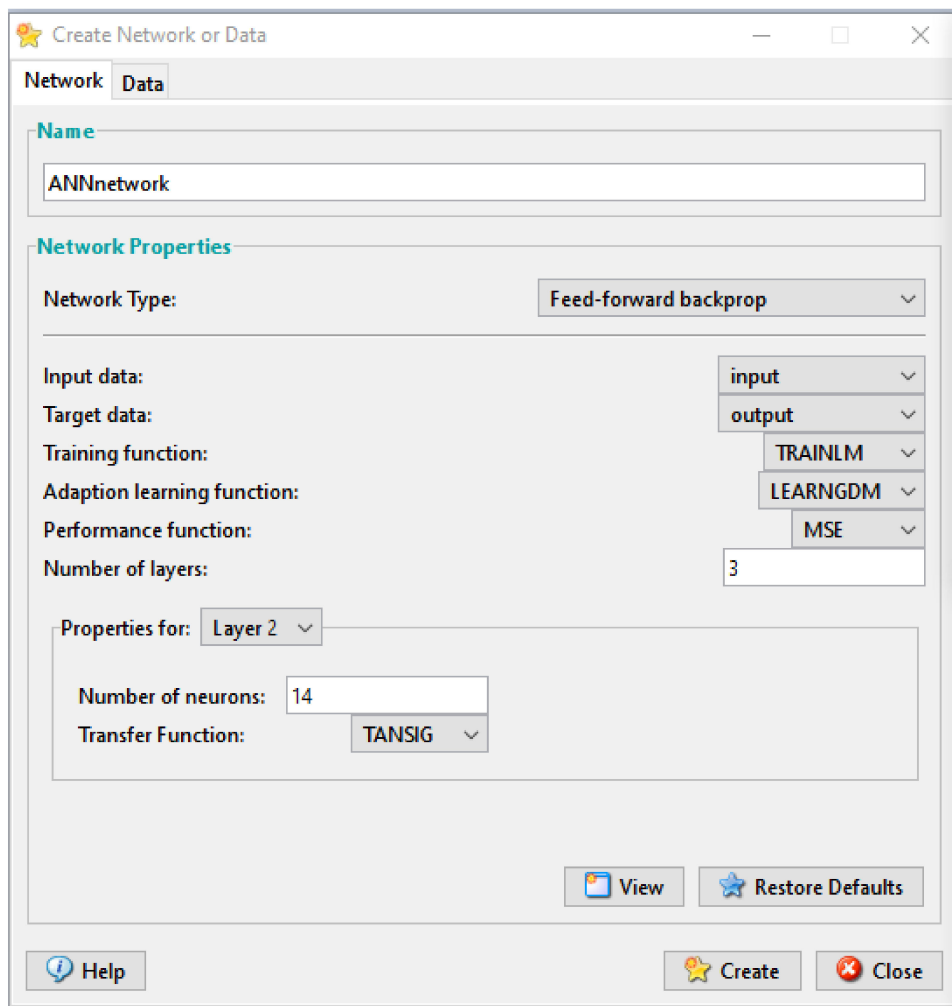 Create Network or Data
Network Data
Name
ANNnetwork
Network Properties
Network Type: Feed-forward backprop
Input data: input
Target data: output
Training function: TRAINLM
Adaption learning function: LEARNGDM
Performance function: MSE
Number of layers: 3
Properties for: Layer 2
Number of neurons: 14
Transfer Function: TANSIG
View Restore Defaults
Help Create Close